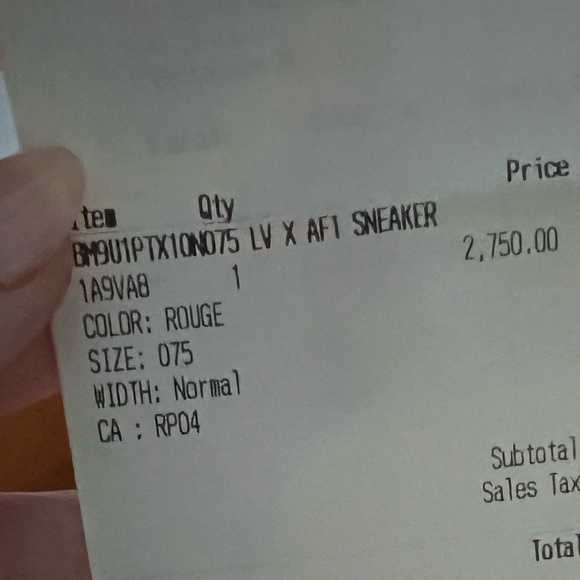 Item Qty Price
BM9U1PTX10N075 LV X AF1 SNEAKER
1A9VA8 1 2,750.00
COLOR: ROUGE
SIZE: 075
WIDTH: Normal
CA : RP04
Subtotal
Sales Tax
Total